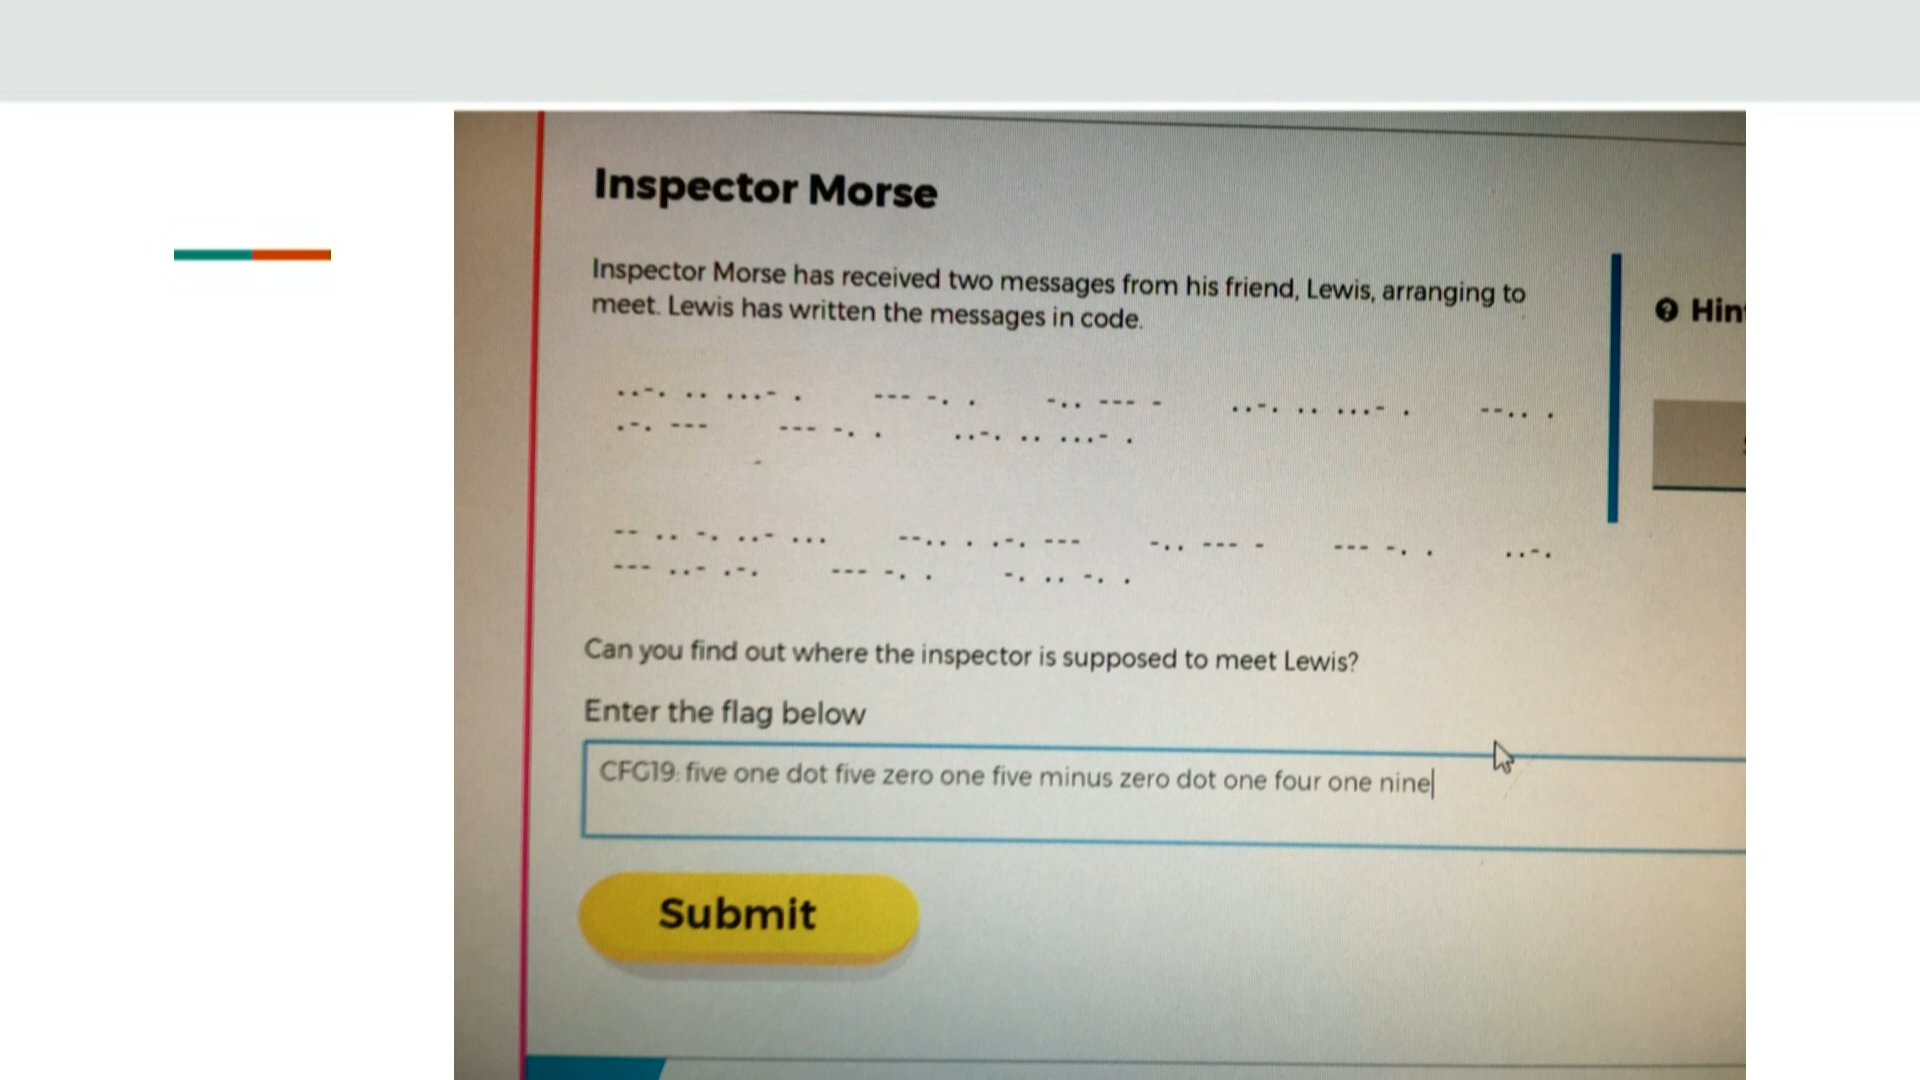 Inspector Morse
Inspector Morse has received two messages from his friend, Lewis, arranging to
meet. Lewis has written the messages in code.
..-. .. ...- .   --- -. .   -.. --- -   ..-. .. ...- .   --.. .
.-. ---   --- -. .   ..-. .. ...- .
-
-- .. -. ..- ...   --.. . .-. ---   -.. --- -   --- -. .   ..-.
--- ..- .-.   --- -. .   -. .. -. .
Can you find out where the inspector is supposed to meet Lewis?
Enter the flag below
CFG19: five one dot five zero one five minus zero dot one four one nine
Submit
Hin